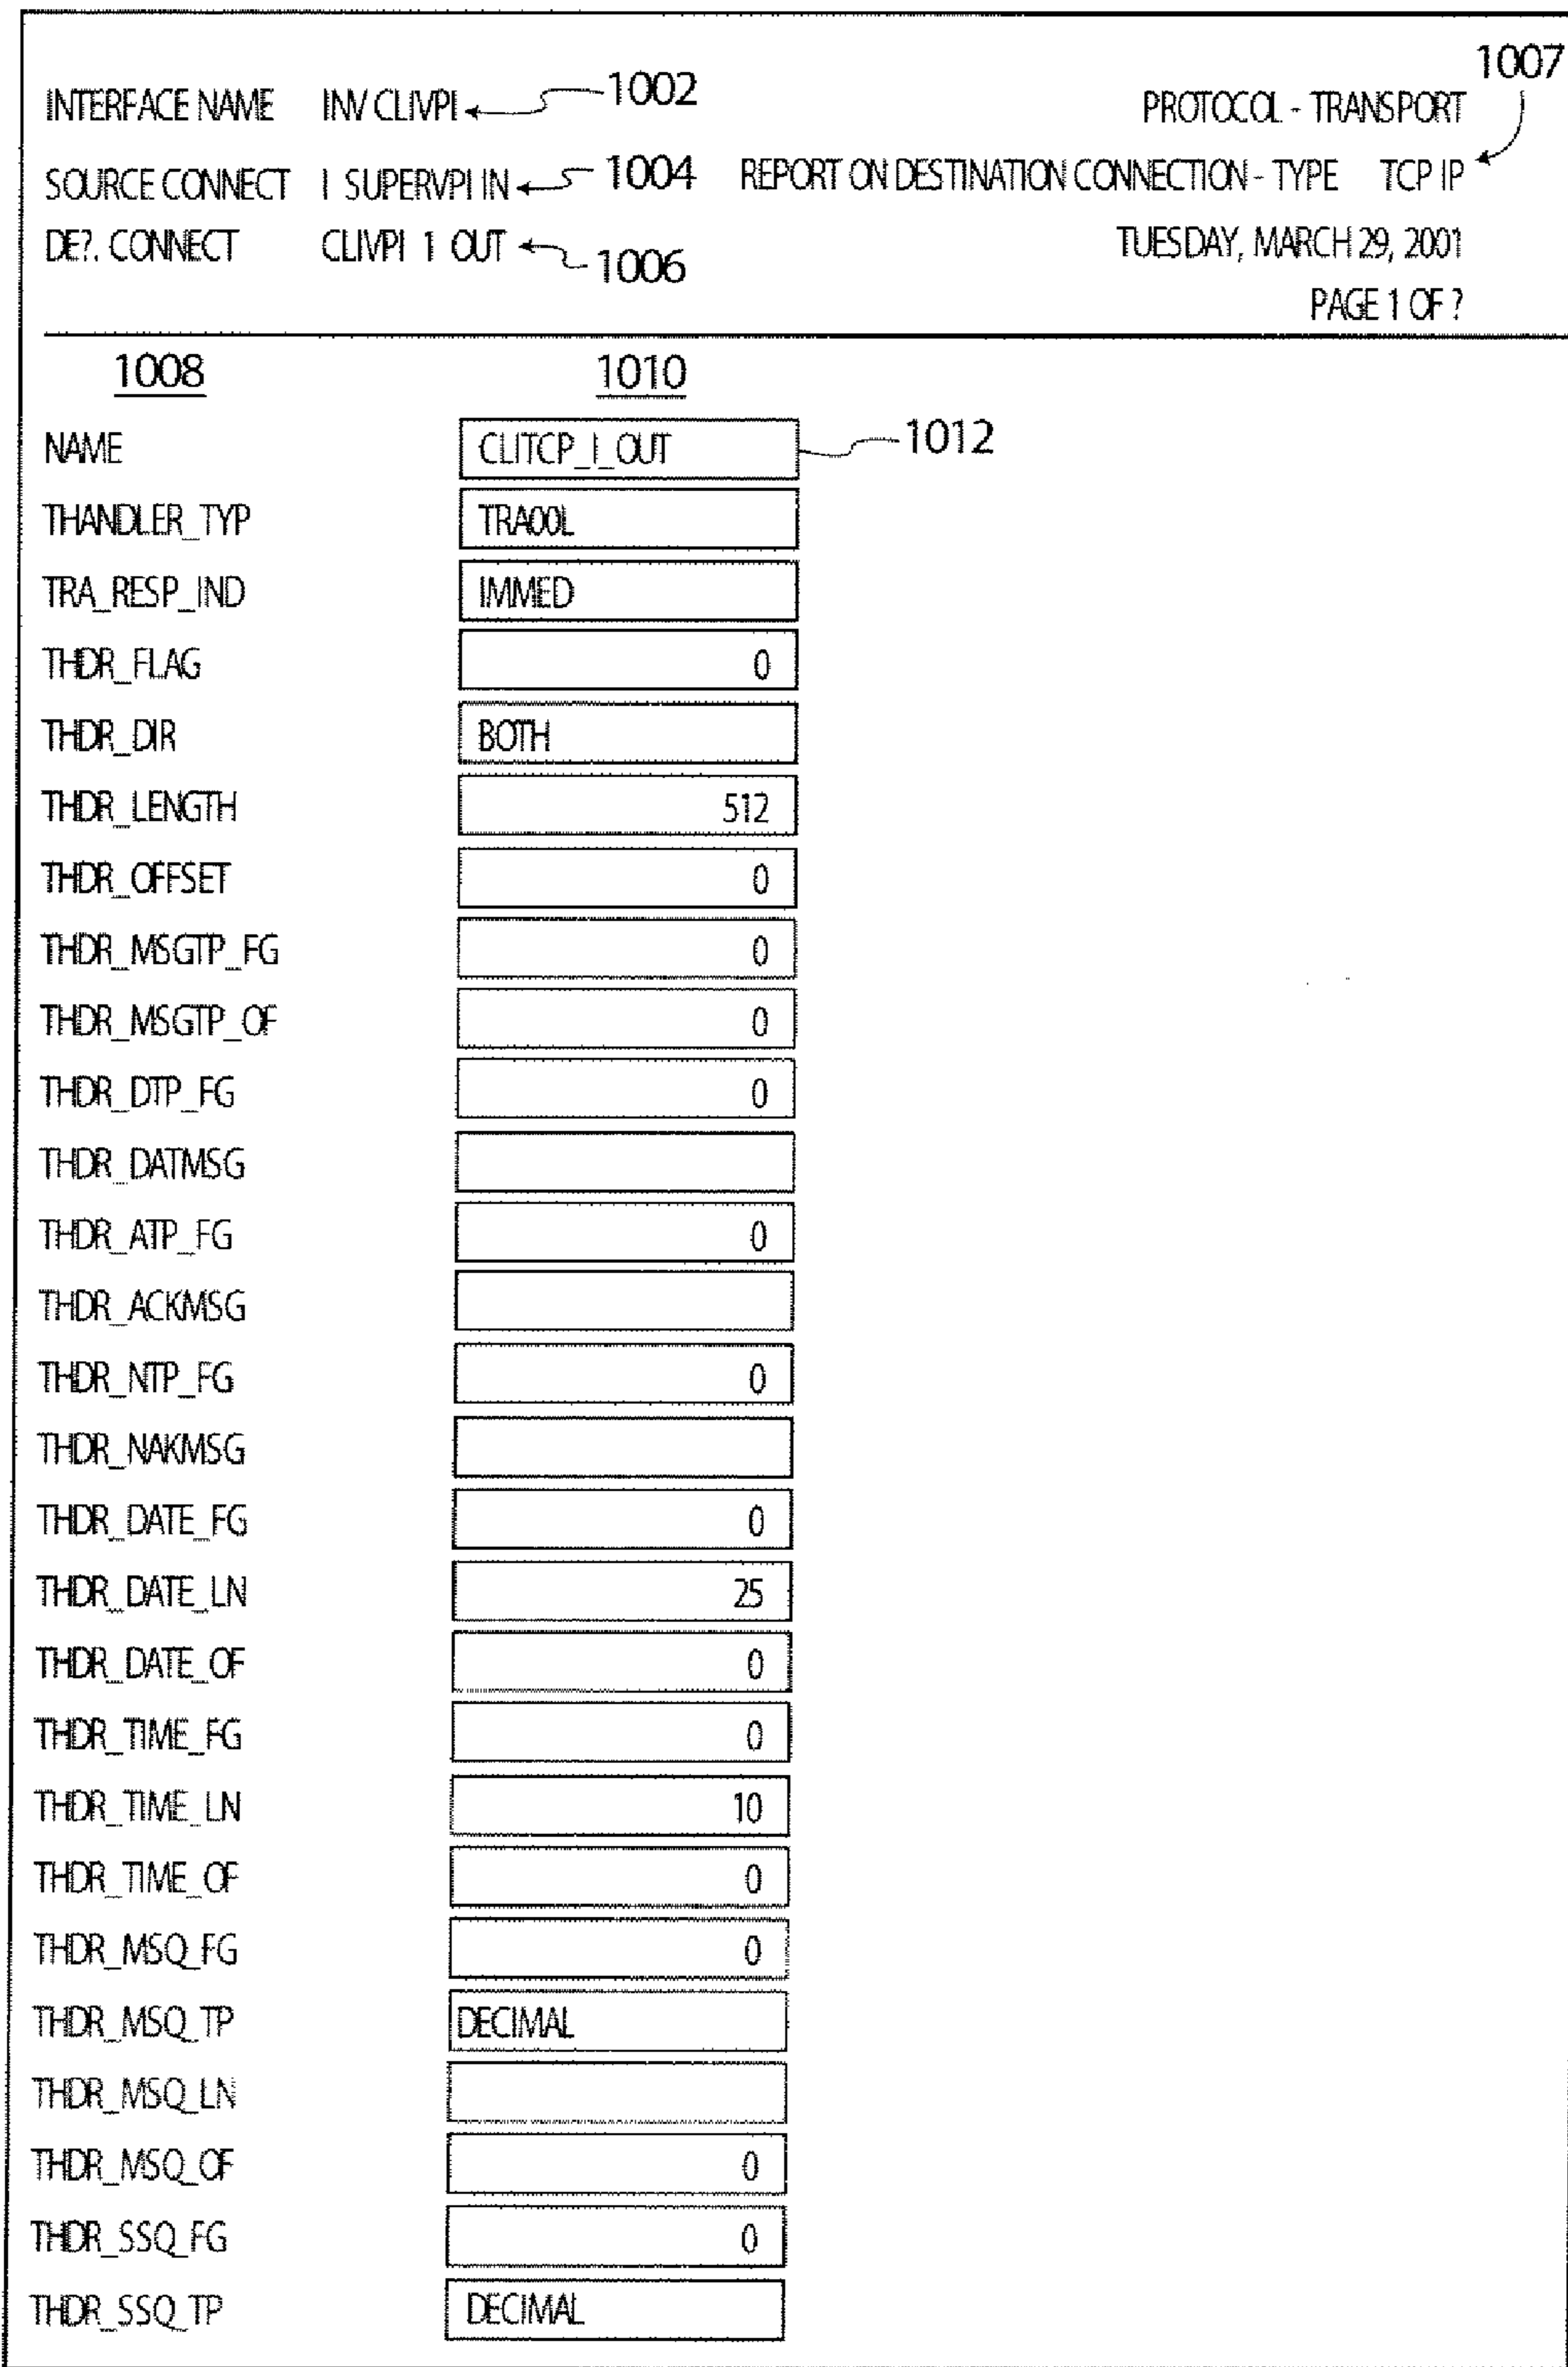 1007
INTERFACE NAME INV CLIVPI 1002 PROTOCOL - TRANSPORT
SOURCE CONNECT I SUPERVPI IN 1004 REPORT ON DESTINATION CONNECTION - TYPE TCP IP
DE?. CONNECT CLIVPI 1 OUT 1006 TUESDAY, MARCH 29, 2001
PAGE 1 OF ?
1008 1010
NAME CLITCP_I_OUT 1012
THANDLER_TYP TRA00L
TRA_RESP_IND IMMED
THDR_FLAG 0
THDR_DIR BOTH
THDR_LENGTH 512
THDR_OFFSET 0
THDR_MSGTP_FG 0
THDR_MSGTP_OF 0
THDR_DTP_FG 0
THDR_DATMSG
THDR_ATP_FG 0
THDR_ACKMSG
THDR_NTP_FG 0
THDR_NAKMSG
THDR_DATE_FG 0
THDR_DATE_LN 25
THDR_DATE_OF 0
THDR_TIME_FG 0
THDR_TIME_LN 10
THDR_TIME_OF 0
THDR_MSQ_FG 0
THDR_MSQ_TP DECIMAL
THDR_MSQ_LN
THDR_MSQ_OF 0
THDR_SSQ_FG 0
THDR_SSQ_TP DECIMAL